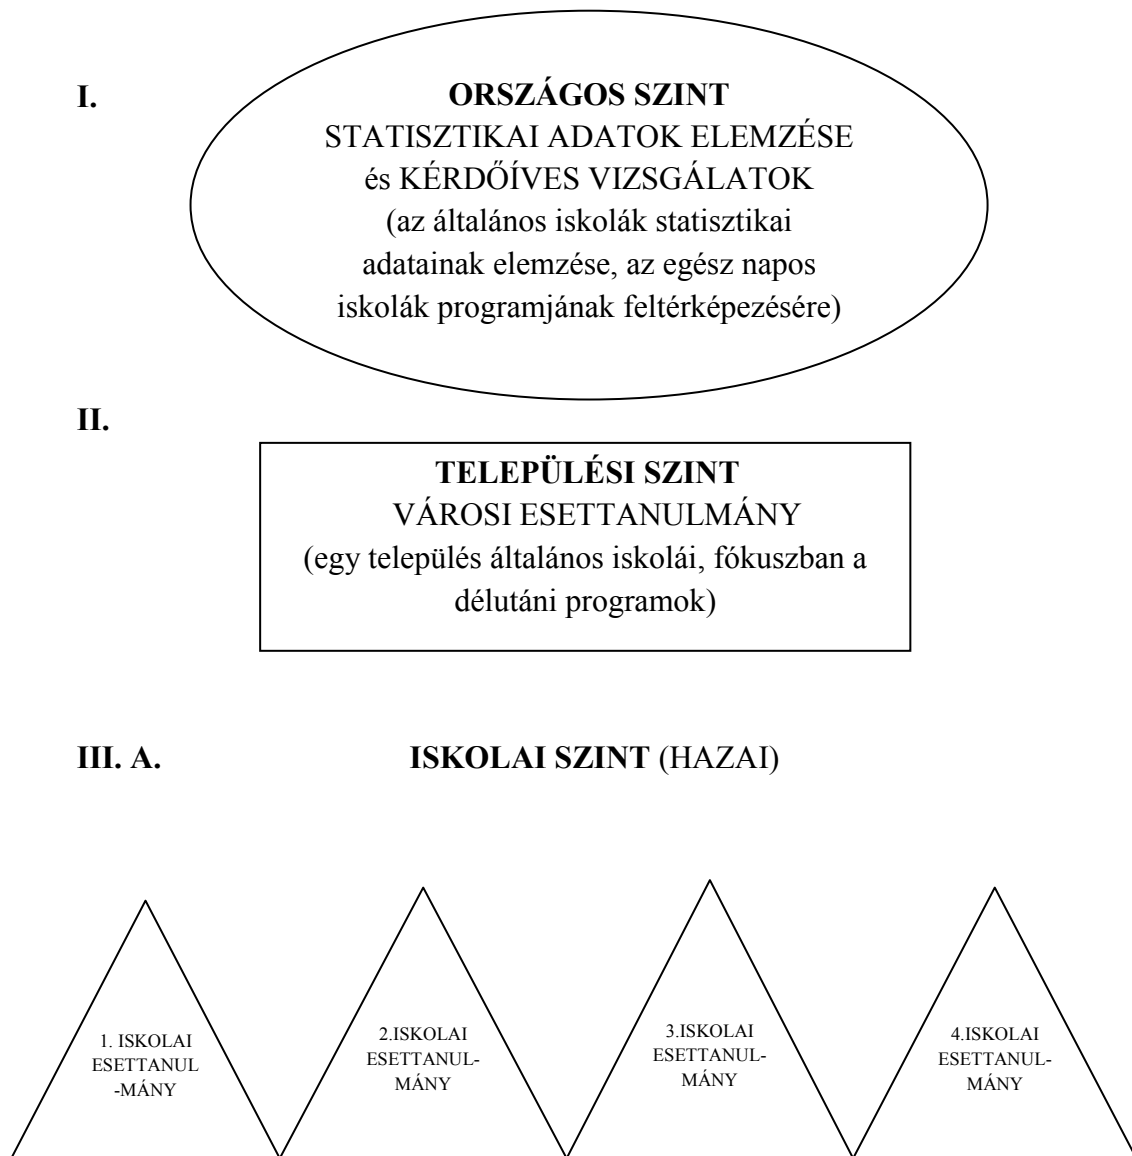 I.
ORSZÁGOS SZINT
STATISZTIKAI ADATOK ELEMZÉSE
és KÉRDŐÍVES VIZSGÁLATOK
(az általános iskolák statisztikai
adatainak elemzése, az egész napos
iskolák programjának feltérképezésére)
II.
TELEPÜLÉSI SZINT
VÁROSI ESETTANULMÁNY
(egy település általános iskolái, fókuszban a
délutáni programok)
III. A. ISKOLAI SZINT (HAZAI)
1. ISKOLAI
ESETTANUL
-MÁNY
2.ISKOLAI
ESETTANUL-
MÁNY
3.ISKOLAI
ESETTANUL-
MÁNY
4.ISKOLAI
ESETTANUL-
MÁNY